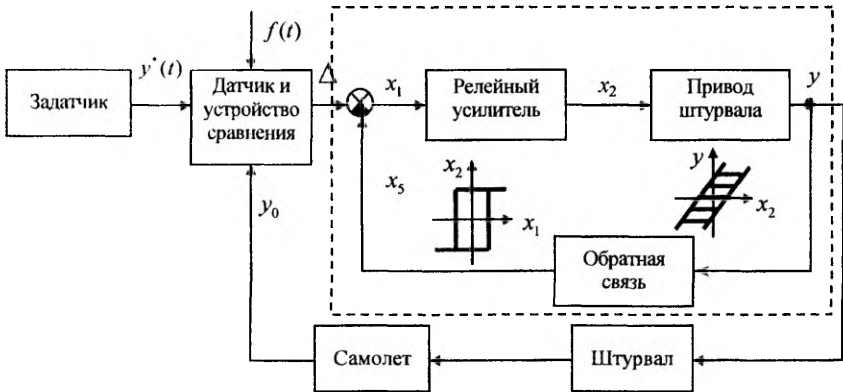 f(t)
y*(t)
Задатчик
Датчик и
устройство
сравнения
Δ
x₁
Релейный
усилитель
x₂
Привод
штурвала
y
x₅
x₂
x₁
y
x₂
y₀
Обратная
связь
Самолет
Штурвал